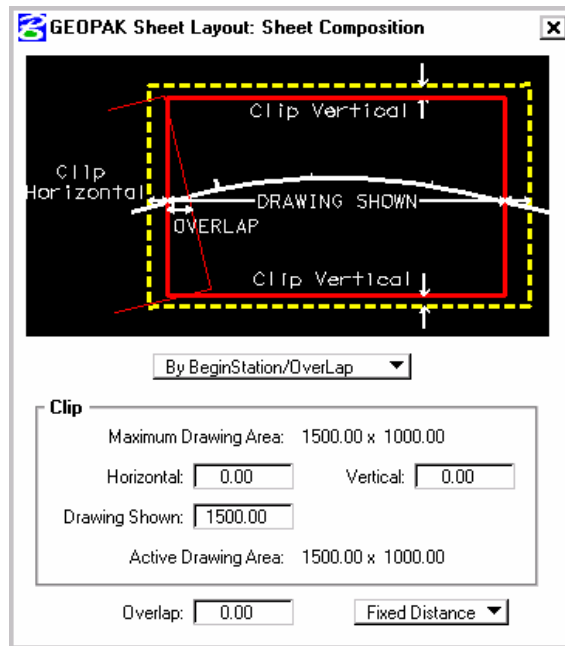 GEOPAK Sheet Layout: Sheet Composition
Clip Vertical
Clip
Horizontal
DRAWING SHOWN
OVERLAP
Clip Vertical
By BeginStation/OverLap
Clip
Maximum Drawing Area: 1500.00 x 1000.00
Horizontal: 0.00 Vertical: 0.00
Drawing Shown: 1500.00
Active Drawing Area: 1500.00 x 1000.00
Overlap: 0.00 Fixed Distance